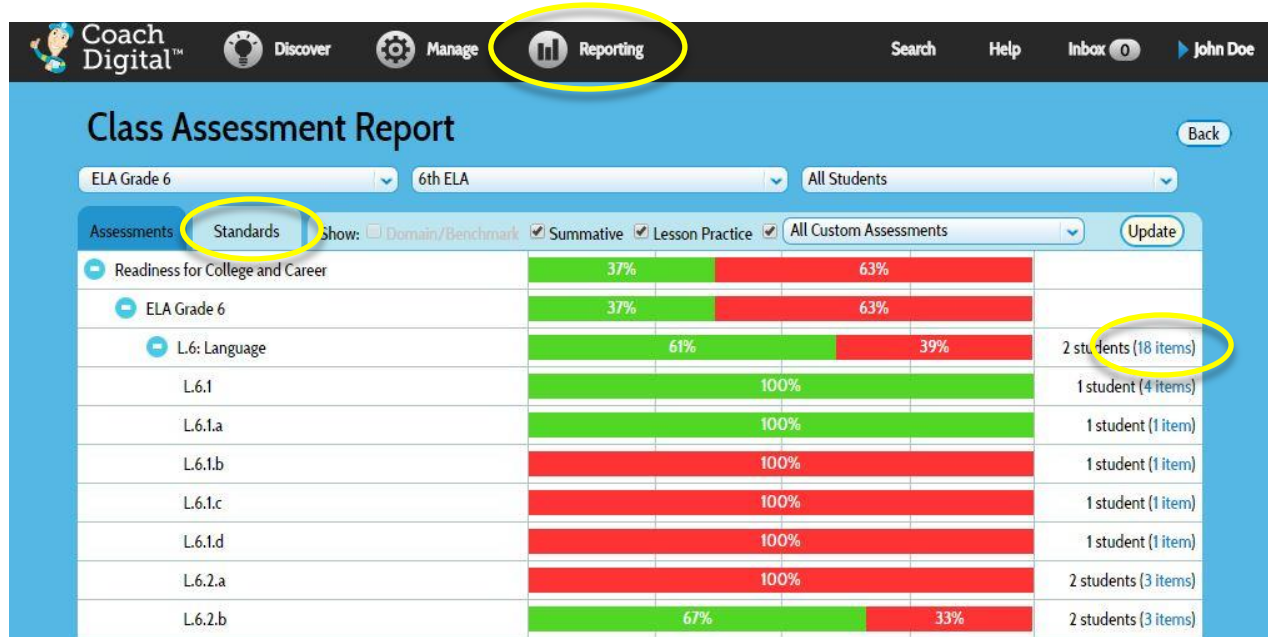 Coach Digital™ Discover Manage Reporting Search Help Inbox 0 John Doe
Class Assessment Report
Back
ELA Grade 6 6th ELA All Students
Assessments Standards Show: Domain/Benchmark Summative Lesson Practice All Custom Assessments Update
Readiness for College and Career 37% 63%
ELA Grade 6 37% 63%
L.6: Language 61% 39% 2 students (18 items)
L.6.1 100% 1 student (4 items)
L.6.1.a 100% 1 student (1 item)
L.6.1.b 100% 1 student (1 item)
L.6.1.c 100% 1 student (1 item)
L.6.1.d 100% 1 student (1 item)
L.6.2.a 100% 2 students (3 items)
L.6.2.b 67% 33% 2 students (3 items)